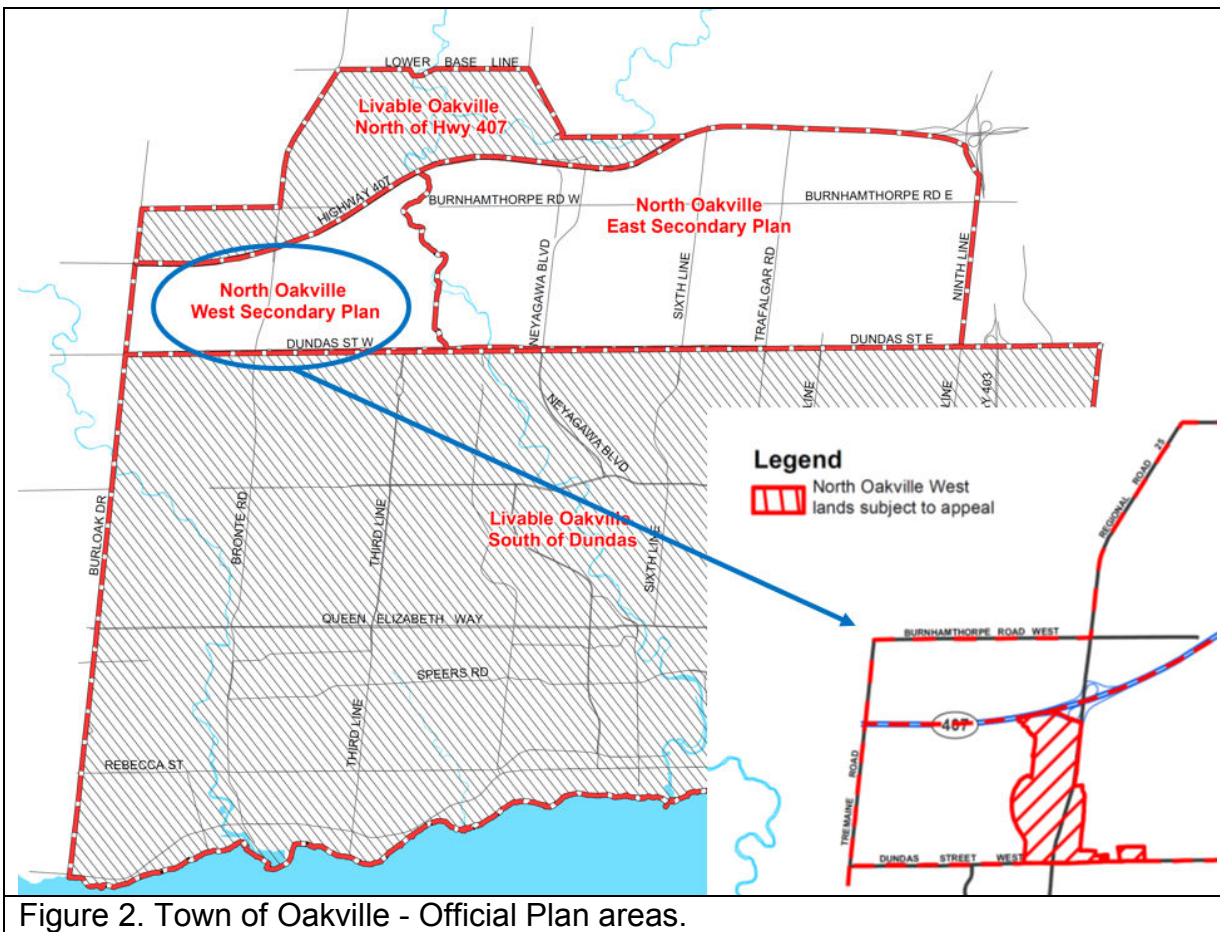 LOWER BASE LINE
Livable Oakville
North of Hwy 407
HIGHWAY 407
BURNHAMTHORPE RD W
BURNHAMTHORPE RD E
North Oakville
East Secondary Plan
NEYAGAWA BLVD
SIXTH LINE
TRAFALGAR RD
NINTH LINE
North Oakville
West Secondary Plan
DUNDAS ST W
DUNDAS ST E
BURLOAK DR
BRONTE RD
THIRD LINE
NEYAGAWA BLVD
SIXTH LINE
LINE
LINE
Y 403
Livable Oakville
South of Dundas
QUEEN ELIZABETH WAY
SPEERS RD
THIRD LINE
REBECCA ST
Legend
North Oakville West
lands subject to appeal
REGIONAL ROAD 25
BURNHAMTHORPE ROAD WEST
407
TREMAINE ROAD
DUNDAS STREET WEST
Figure 2. Town of Oakville - Official Plan areas.